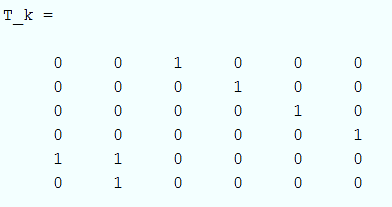 T_k =
0 0 1 0 0 0
0 0 0 1 0 0
0 0 0 0 1 0
0 0 0 0 0 1
1 1 0 0 0 0
0 1 0 0 0 0